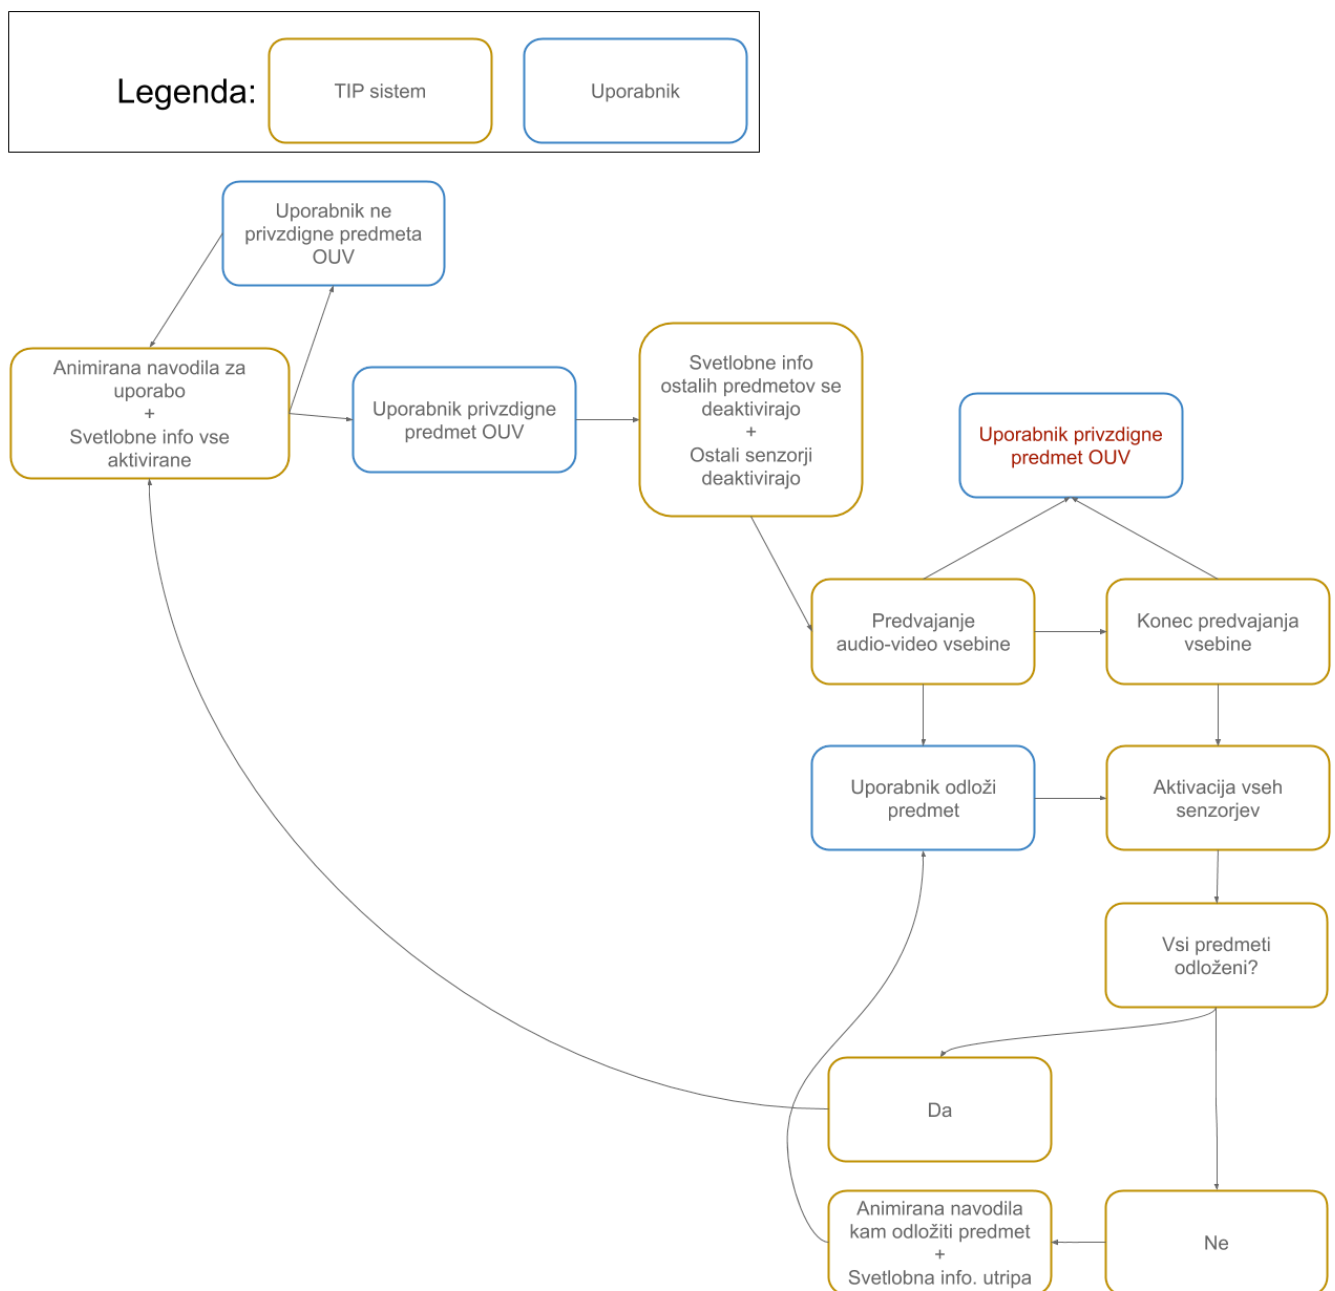 Legenda:
TIP sistem
Uporabnik
Uporabnik ne
privzdigne predmeta
OUV
Animirana navodila za
uporabo
+
Svetlobne info vse
aktivirane
Uporabnik privzdigne
predmet OUV
Svetlobne info
ostalih predmetov se
deaktivirajo
+
Ostali senzorji
deaktivirajo
Uporabnik privzdigne
predmet OUV
Predvajanje
audio-video vsebine
Konec predvajanja
vsebine
Uporabnik odloži
predmet
Aktivacija vseh
senzorjev
Vsi predmeti
odloženi?
Da
Animirana navodila
kam odložiti predmet
+
Svetlobna info. utripa
Ne